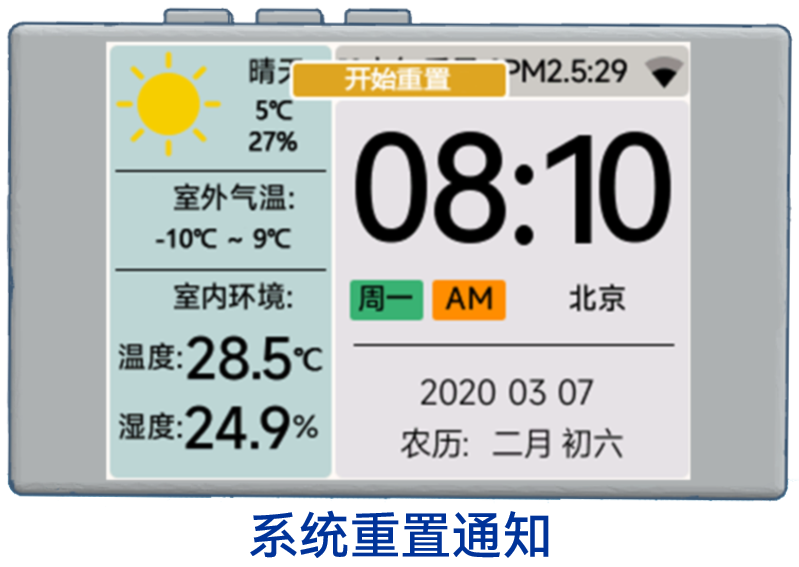 晴天
5℃
27%
室外气温:
-10℃ ~ 9℃
室内环境:
温度:28.5℃
湿度:24.9%
开始重置
PM2.5:29
08:10
周一 AM 北京
2020 03 07
农历: 二月 初六
系统重置通知